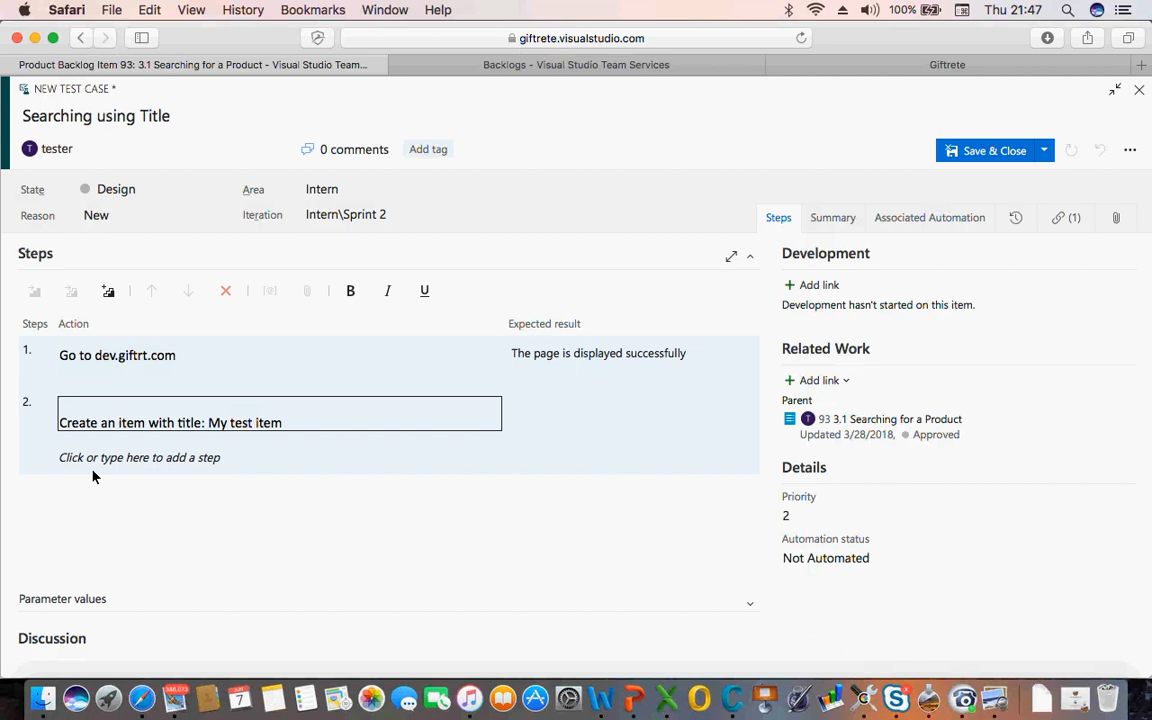 Safari File Edit View History Bookmarks Window Help 100% Thu 21:47
giftrete.visualstudio.com
Product Backlog Item 93: 3.1 Searching for a Product - Visual Studio Team... Backlogs - Visual Studio Team Services Giftrete
NEW TEST CASE *
Searching using Title
T tester 0 comments Add tag Save & Close
State Design Area Intern
Reason New Iteration Intern\Sprint 2
Steps Summary Associated Automation (1)
Steps
B I U
Steps Action Expected result
1. Go to dev.giftrt.com The page is displayed successfully
2. Create an item with title: My test item
Click or type here to add a step
Parameter values
Discussion
Development
Add link
Development hasn't started on this item.
Related Work
Add link
Parent
T 93 3.1 Searching for a Product
Updated 3/28/2018, Approved
Details
Priority
2
Automation status
Not Automated